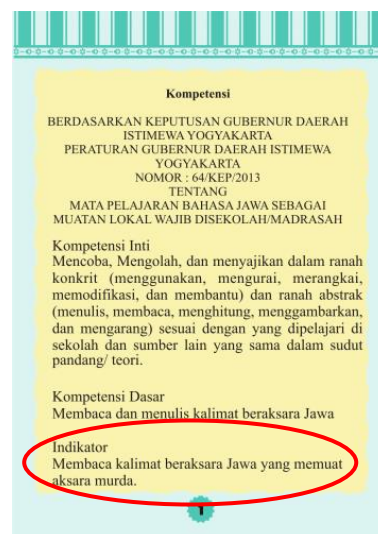 Kompetensi
BERDASARKAN KEPUTUSAN GUBERNUR DAERAH
ISTIMEWA YOGYAKARTA
PERATURAN GUBERNUR DAERAH ISTIMEWA
YOGYAKARTA
NOMOR : 64/KEP/2013
TENTANG
MATA PELAJARAN BAHASA JAWA SEBAGAI
MUATAN LOKAL WAJIB DISEKOLAH/MADRASAH
Kompetensi Inti
Mencoba, Mengolah, dan menyajikan dalam ranah
konkrit (menggunakan, mengurai, merangkai,
memodifikasi, dan membantu) dan ranah abstrak
(menulis, membaca, menghitung, menggambarkan,
dan mengarang) sesuai dengan yang dipelajari di
sekolah dan sumber lain yang sama dalam sudut
pandang/ teori.
Kompetensi Dasar
Membaca dan menulis kalimat beraksara Jawa
Indikator
Membaca kalimat beraksara Jawa yang memuat
aksara murda.
1